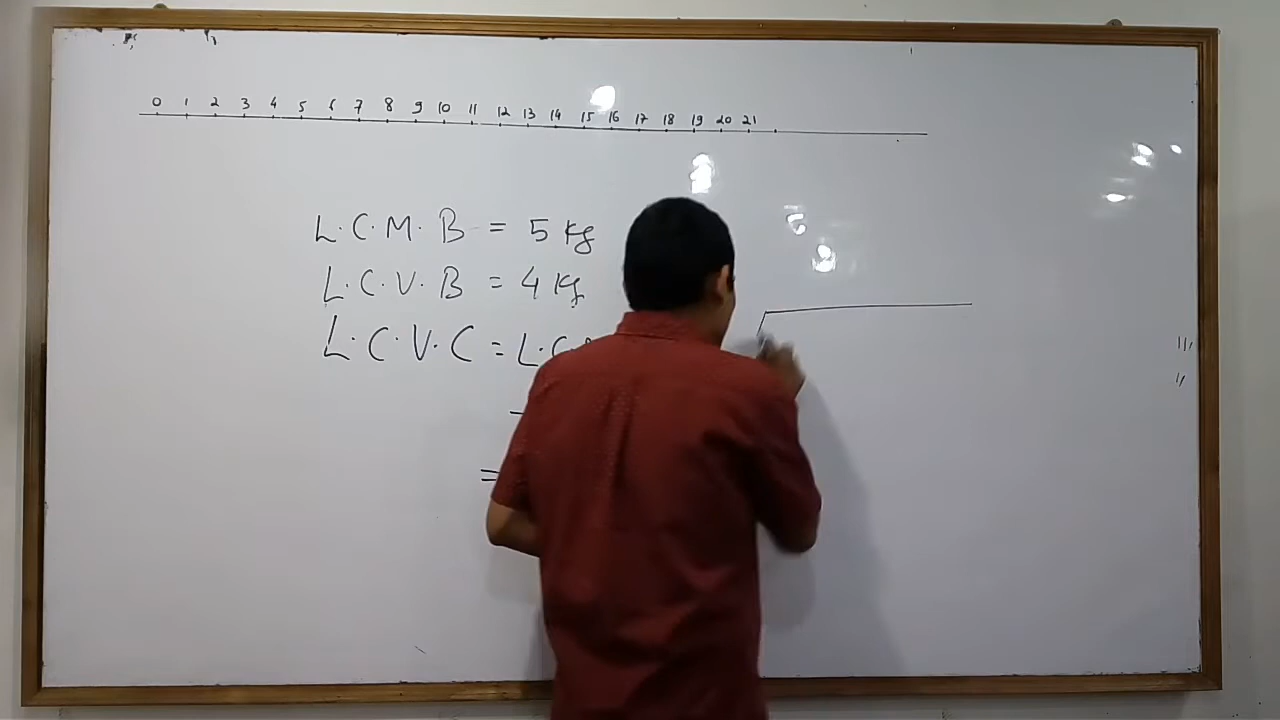 0 1 2 3 4 5 6 7 8 9 10 11 12 13 14 15 16 17 18 19 20 21
L.C.M.B = 5 kg
L.C.V.B = 4 kg
L.C.V.C = L.C.
=